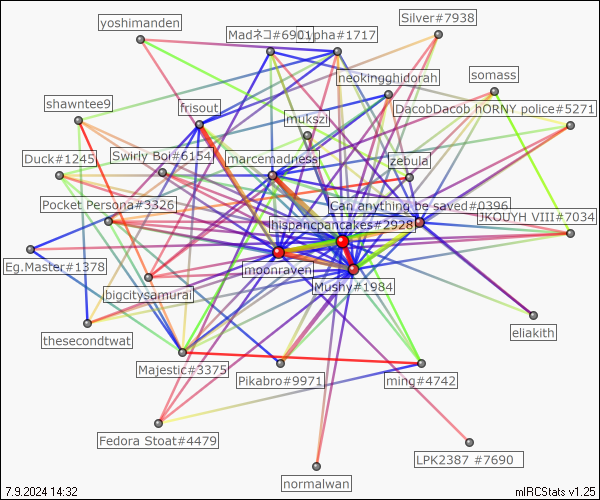 Silver#7938
yoshimanden
Madネコ#6901
ypha#1717
neokingghidorah
somass
shawntee9
frisout
DacobDacob hORNY police#5271
mukszi
Duck#1245
Swirly Boi#6154
marcemadness
zebula
Pocket Persona#3326
Can anything be saved#0396
JKOUYH VIII#7034
hispancpancakes#2928
Eg.Master#1378
moonraven
bigcitysamurai
Mushy#1984
thesecondtwat
eliakith
Majestic#3375
Pikabro#9971
ming#4742
Fedora Stoat#4479
LPK2387 #7690
normalwan
7.9.2024 14:32
mIRCStats v1.25